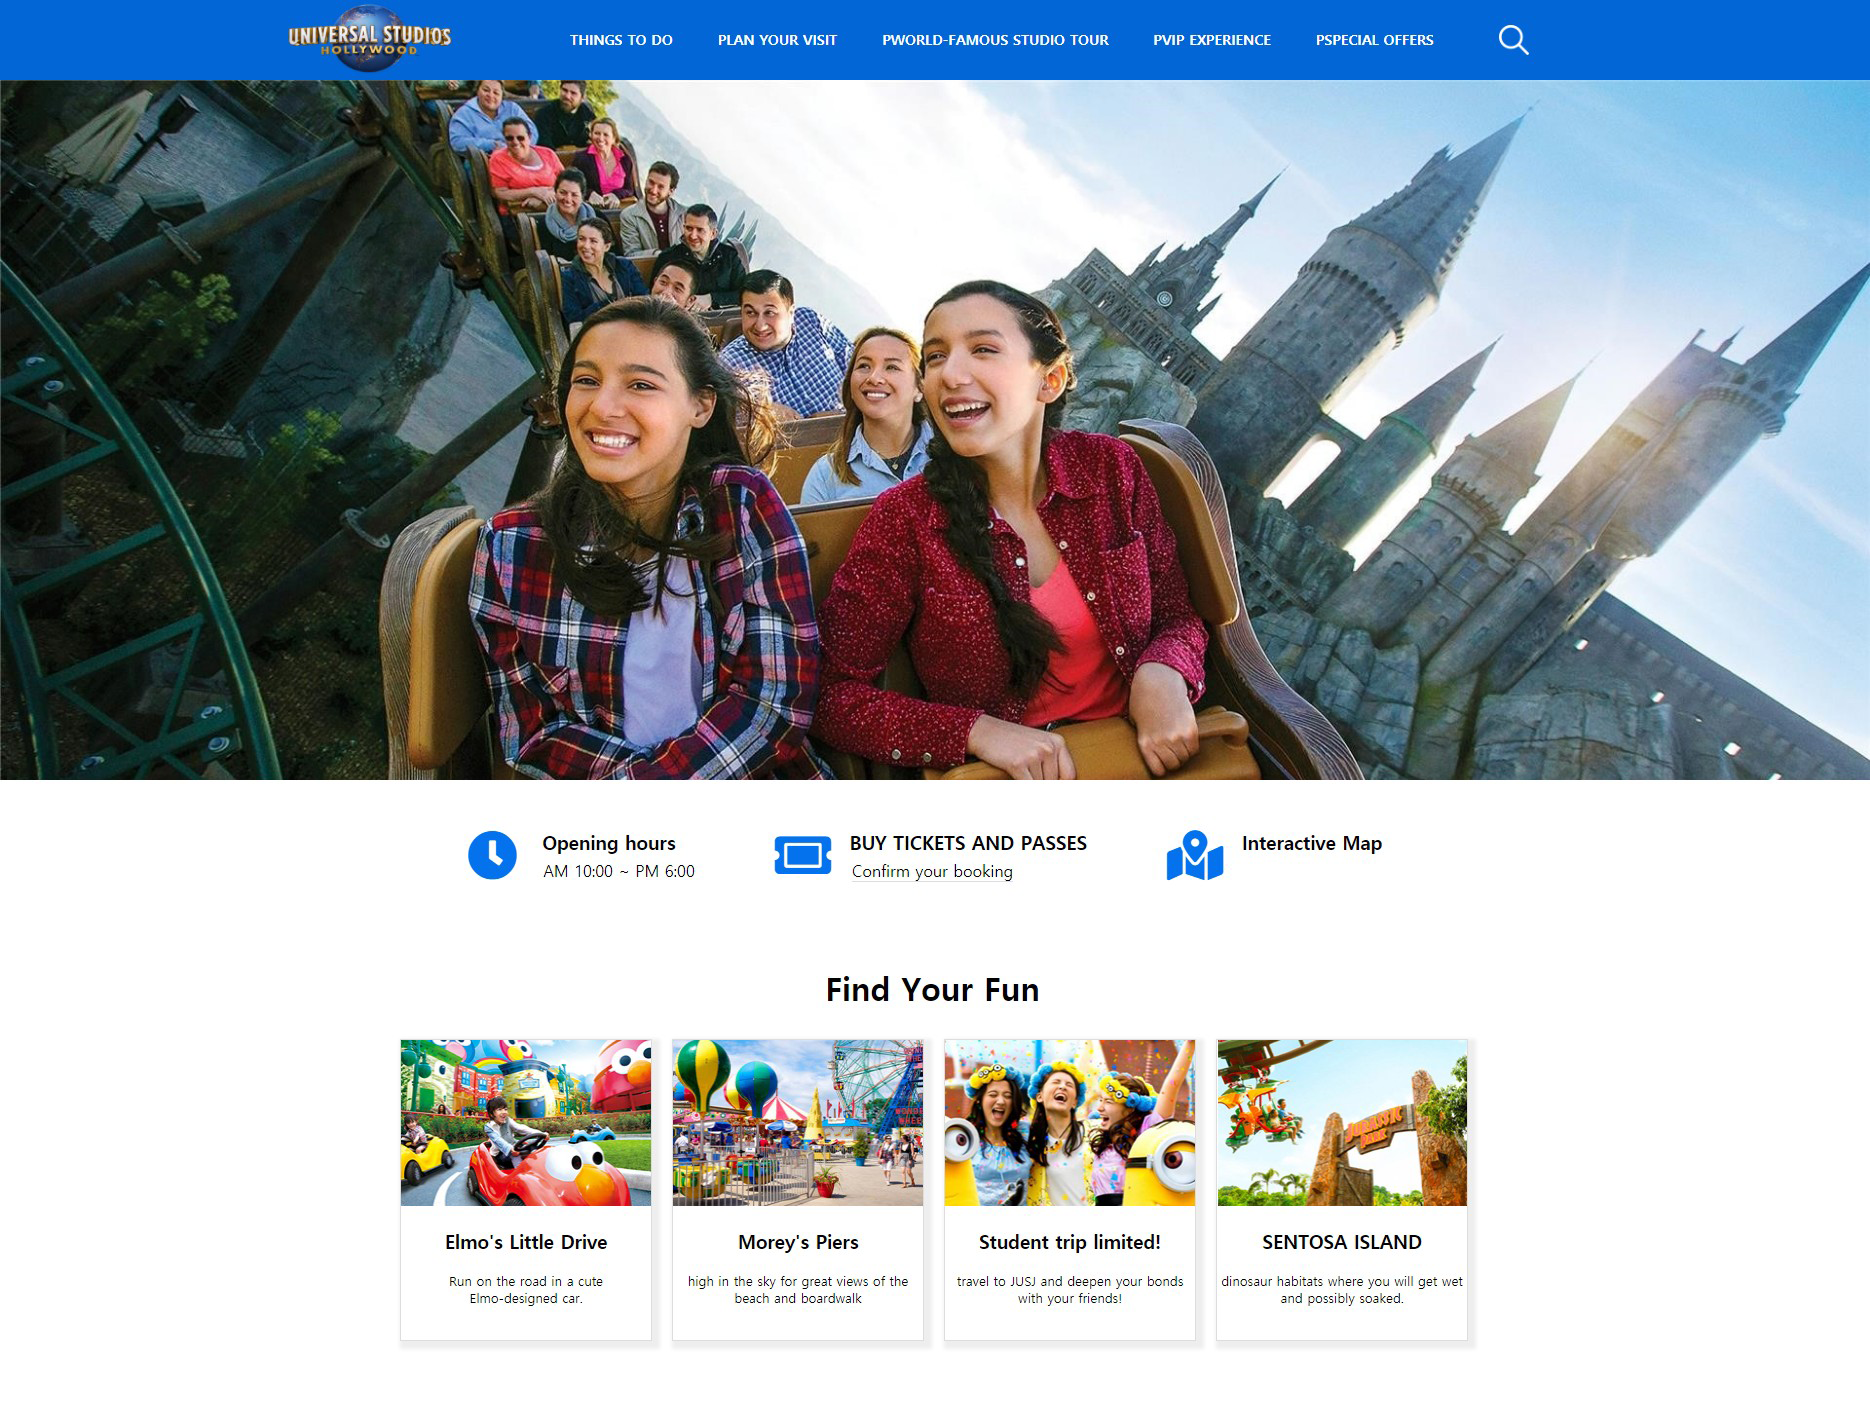 UNIVERSAL STUDIOS
HOLLYWOOD
THINGS TO DO
PLAN YOUR VISIT
PWORLD-FAMOUS STUDIO TOUR
PVIP EXPERIENCE
PSPECIAL OFFERS
Opening hours
AM 10:00 ~ PM 6:00
BUY TICKETS AND PASSES
Confirm your booking
Interactive Map
Find Your Fun
JURASSIC
PARK
Elmo's Little Drive
Run on the road in a cute
Elmo-designed car.
Morey's Piers
high in the sky for great views of the
beach and boardwalk
Student trip limited!
travel to JUSJ and deepen your bonds
with your friends!
SENTOSA ISLAND
dinosaur habitats where you will get wet
and possibly soaked.